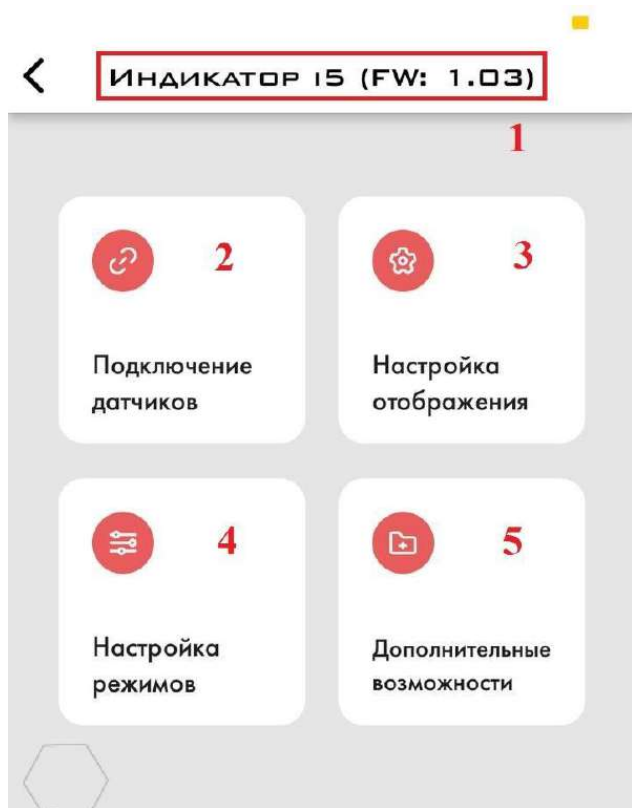 Индикатор i5 (FW: 1.03)
1
2
3
Подключение
датчиков
Настройка
отображения
4
5
Настройка
режимов
Дополнительные
возможности